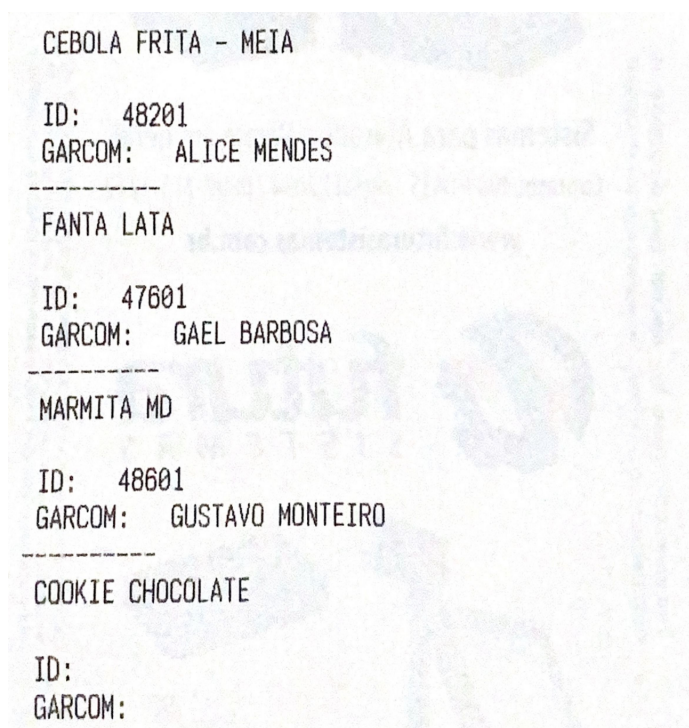 CEBOLA FRITA - MEIA
ID: 48201
GARCOM: ALICE MENDES
----------
FANTA LATA
ID: 47601
GARCOM: GAEL BARBOSA
----------
MARMITA MD
ID: 48601
GARCOM: GUSTAVO MONTEIRO
----------
COOKIE CHOCOLATE
ID:
GARCOM: